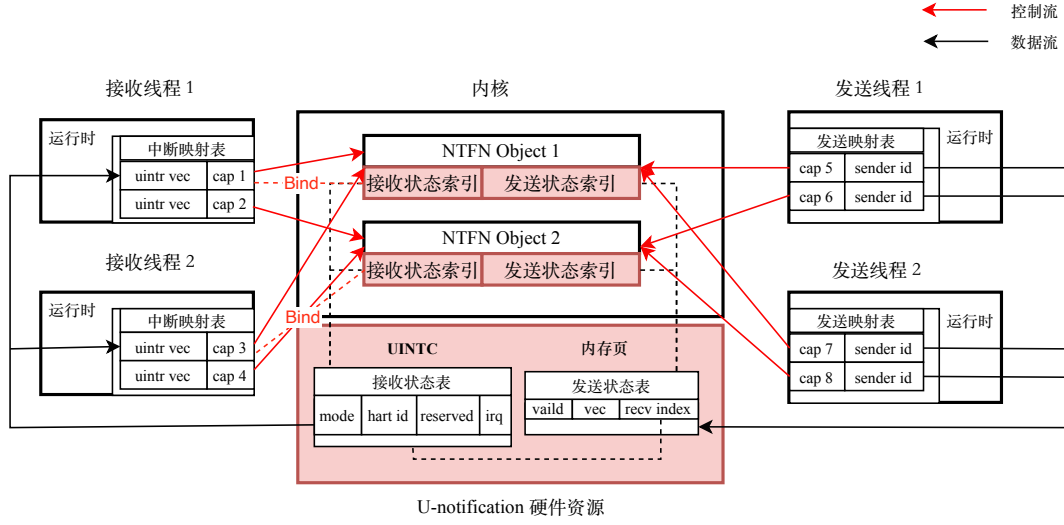 控制流
数据流
接收线程 1
内核
发送线程 1
运行时
中断映射表
uintr vec cap 1
uintr vec cap 2
Bind
NTFN Object 1
接收状态索引 发送状态索引
NTFN Object 2
接收状态索引 发送状态索引
发送映射表
运行时
cap 5 sender id
cap 6 sender id
接收线程 2
发送线程 2
运行时
中断映射表
uintr vec cap 3
uintr vec cap 4
Bind
发送映射表
运行时
cap 7 sender id
cap 8 sender id
UINTC
内存页
接收状态表
mode hart id reserved irq
发送状态表
vaild vec recv index
U-notification 硬件资源